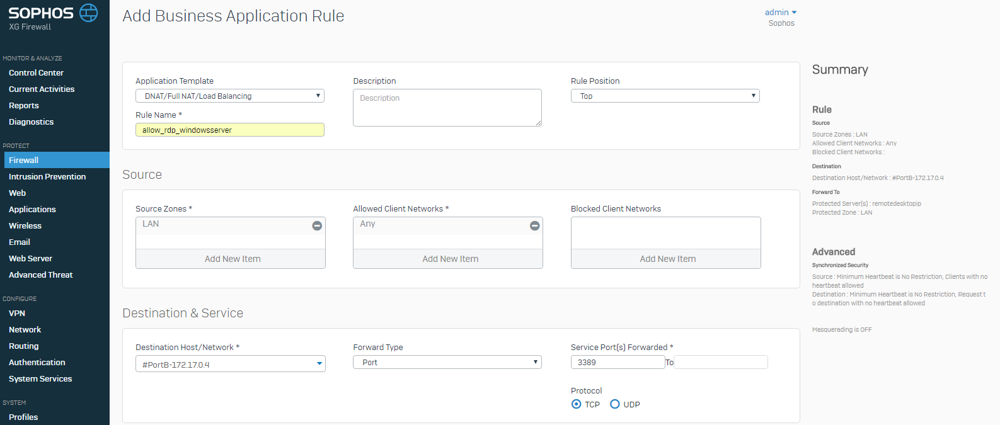 SOPHOS
XG Firewall
MONITOR & ANALYZE
Control Center
Current Activities
Reports
Diagnostics
PROTECT
Firewall
Intrusion Prevention
Web
Applications
Wireless
Email
Web Server
Advanced Threat
CONFIGURE
VPN
Network
Routing
Authentication
System Services
SYSTEM
Profiles
Add Business Application Rule
admin
Sophos
Application Template
DNAT/Full NAT/Load Balancing
Rule Name *
allow_rdp_windowsserver
Description
Description
Rule Position
Top
Source
Source Zones *
LAN
Add New Item
Allowed Client Networks *
Any
Add New Item
Blocked Client Networks
Add New Item
Destination & Service
Destination Host/Network *
#PortB-172.17.0.4
Forward Type
Port
Service Port(s) Forwarded *
3389 To
Protocol
TCP UDP
Summary
Rule
Source
Source Zones : LAN
Allowed Client Networks : Any
Blocked Client Networks :
Destination
Destination Host/Network : #PortB-172.17.0.4
Forward To
Protected Server(s) : remotedesktopip
Protected Zone : LAN
Advanced
Synchronized Security
Source : Minimum Heartbeat is No Restriction, Clients with no
heartbeat allowed
Destination : Minimum Heartbeat is No Restriction, Request t
o destination with no heartbeat allowed
Masquerading is OFF